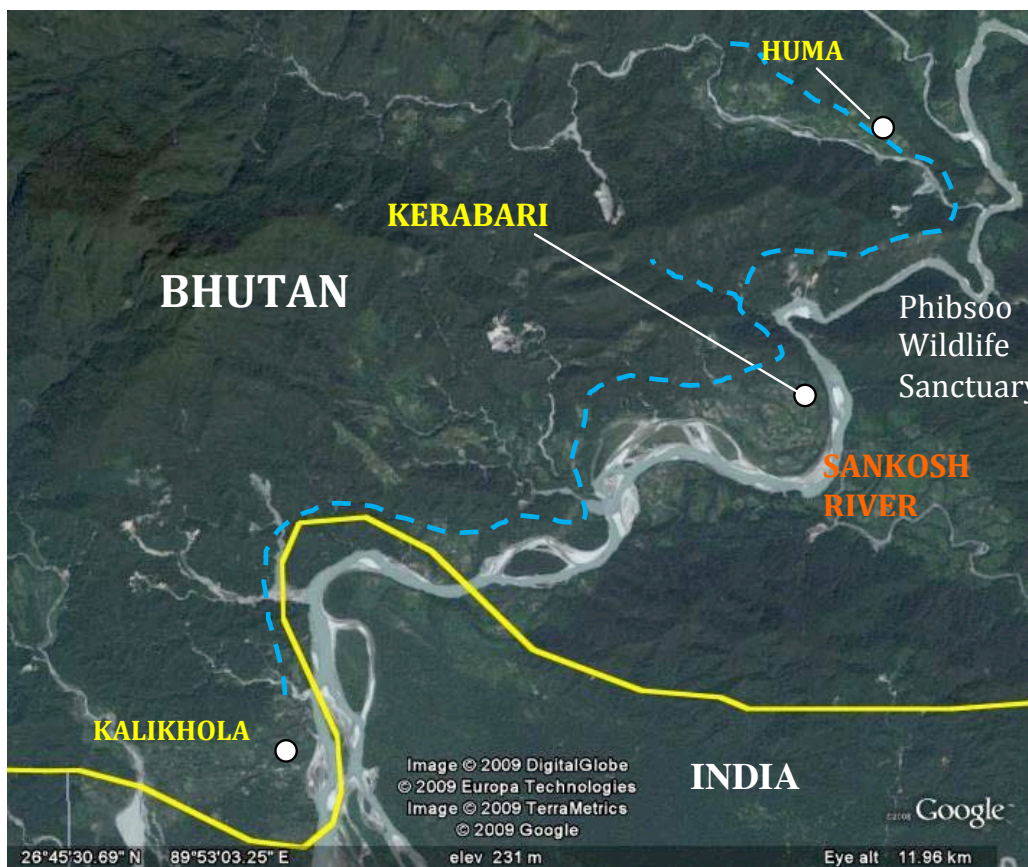 HUMA
KERABARI
BHUTAN
Phibsoo
Wildlife
Sanctuary
SANKOSH
RIVER
KALIKHOLA
INDIA
Image © 2009 DigitalGlobe
© 2009 Europa Technologies
Image © 2009 TerraMetrics
© 2009 Google
©2009 Google
26°45'30.69" N 89°53'03.25" E elev 231 m Eye alt 11.96 km